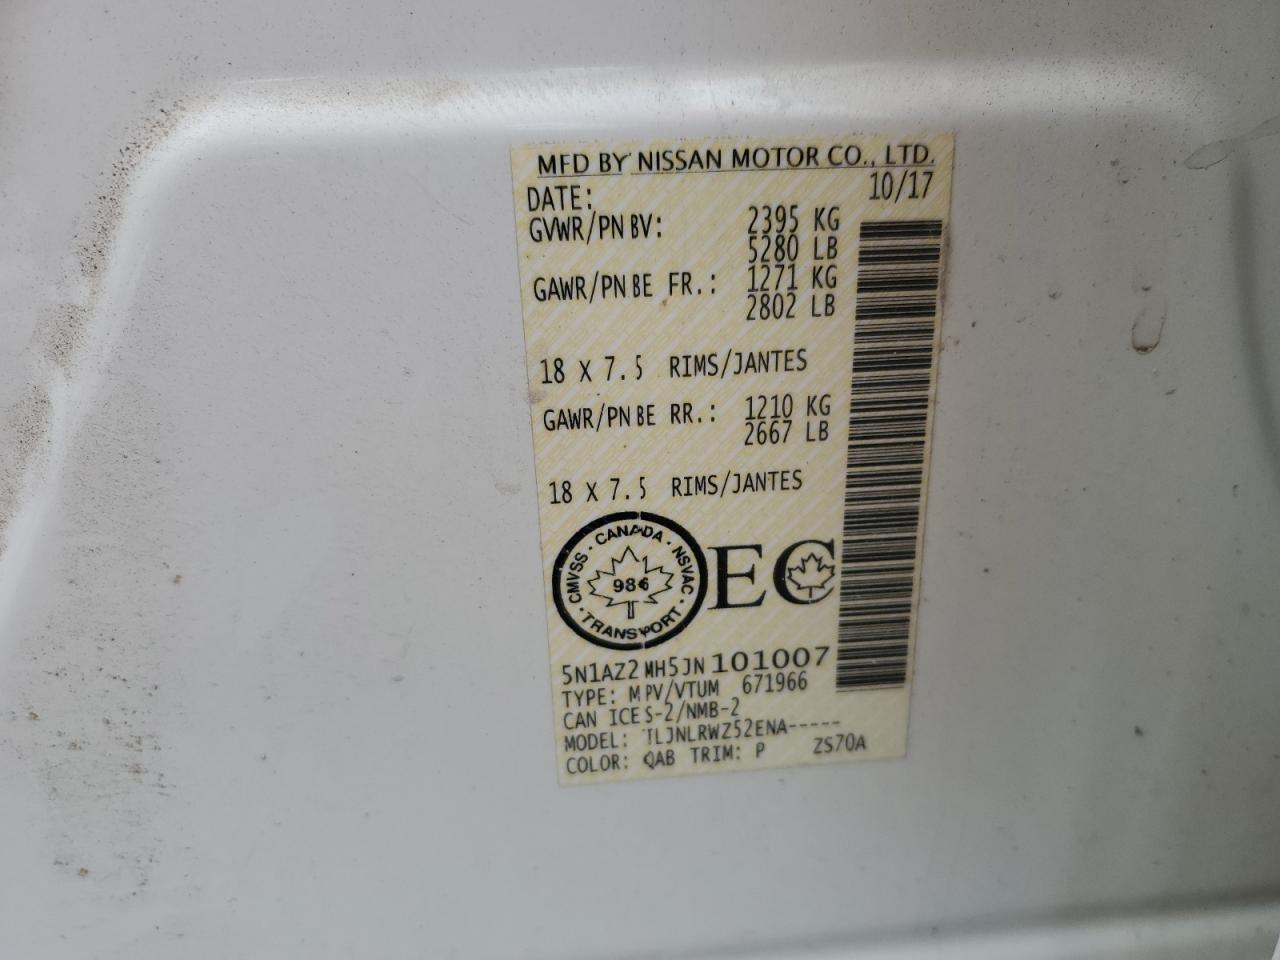 MFD BY NISSAN MOTOR CO., LTD.
DATE: 10/17
GVWR/PNBV: 2395 KG
5280 LB
GAWR/PNBE FR.: 1271 KG
2802 LB
18 X 7.5 RIMS/JANTES
GAWR/PNBE RR.: 1210 KG
2667 LB
18 X 7.5 RIMS/JANTES
CMVSS · CANADA · NSVAC · TRANSPORT ·
986
EC
5N1AZ2MH5JN101007
TYPE: MPV/VTUM 671966
CAN ICES-2/NMB-2
MODEL: TLJNLRWZ52ENA-----
COLOR: QAB TRIM: P ZS70A